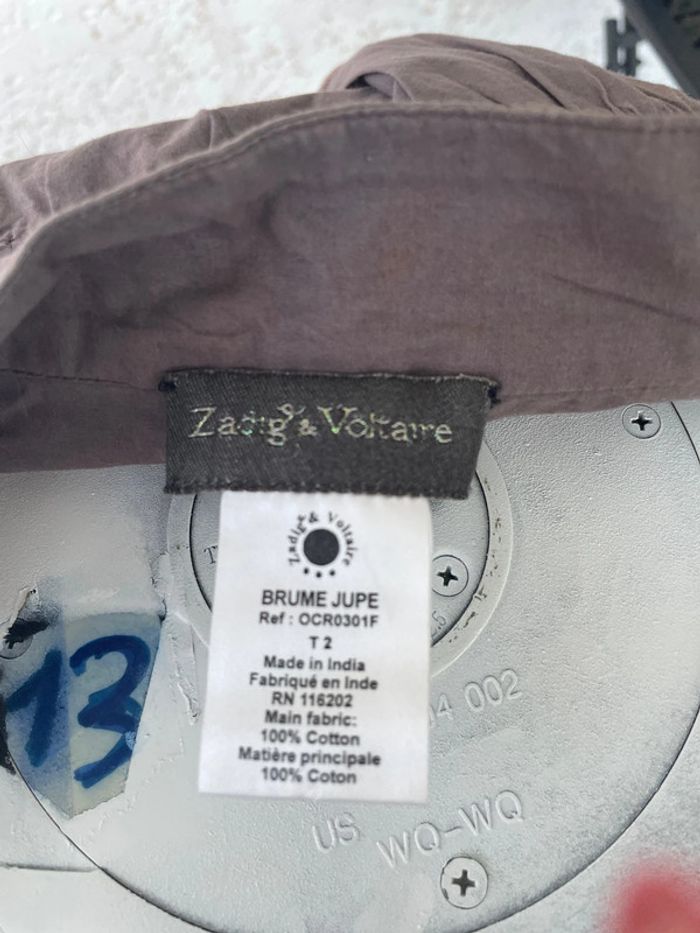 Zadig & Voltaire
Zadig & Voltaire
BRUME JUPE
Ref : OCR0301F
T 2
Made in India
Fabriqué en Inde
RN 116202
Main fabric:
100% Cotton
Matière principale
100% Coton
13
002
US WQ-WQ